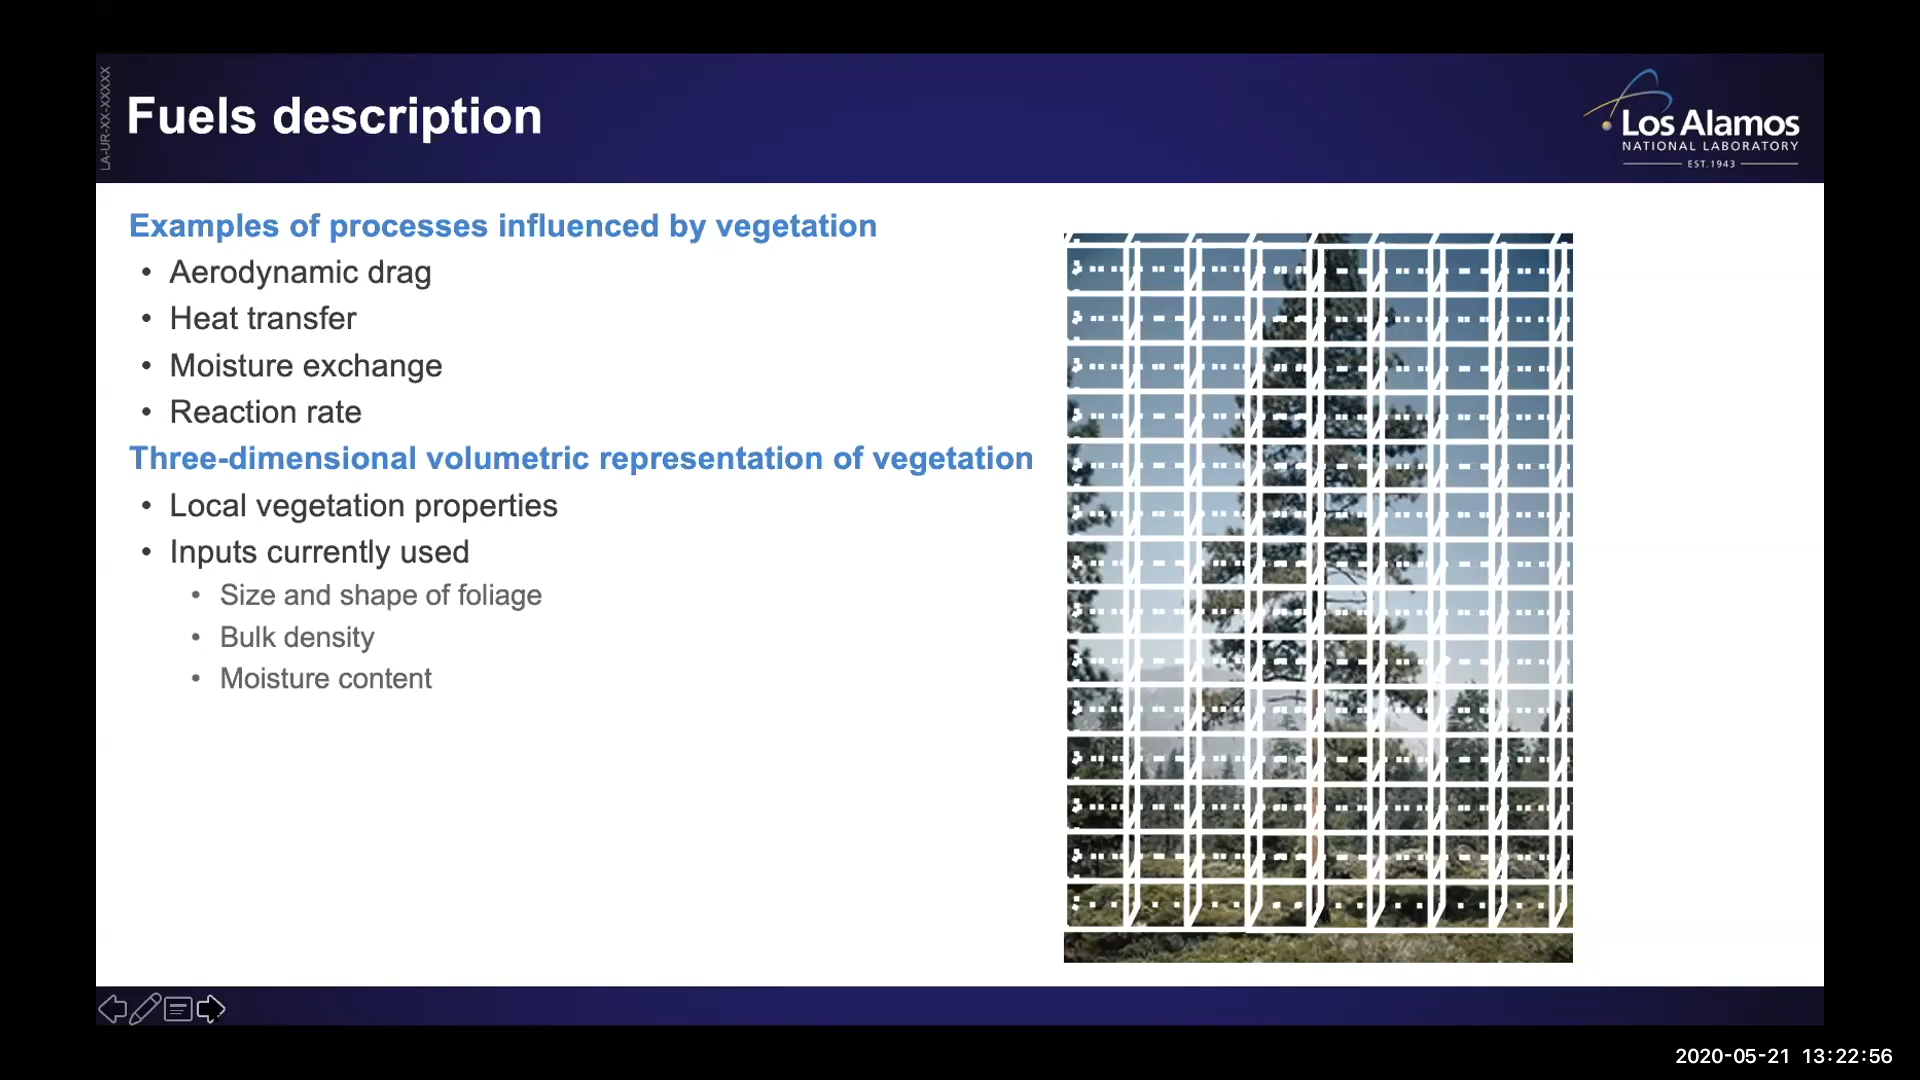 LA-UR-XX-XXXXX
Fuels description
Los Alamos
NATIONAL LABORATORY
EST.1943
Examples of processes influenced by vegetation
• Aerodynamic drag
• Heat transfer
• Moisture exchange
• Reaction rate
Three-dimensional volumetric representation of vegetation
• Local vegetation properties
• Inputs currently used
• Size and shape of foliage
• Bulk density
• Moisture content
2020-05-21 13:22:56